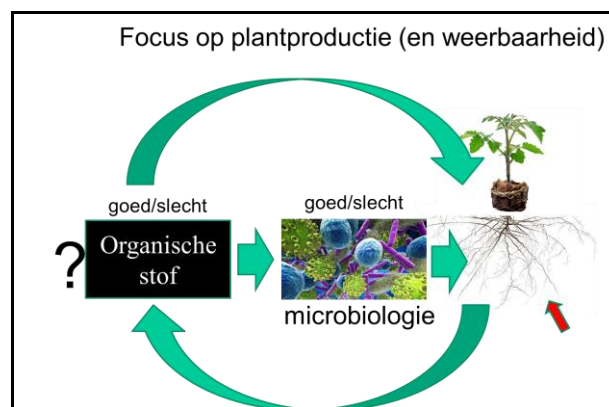 Focus op plantproductie (en weerbaarheid)
goed/slecht
goed/slecht
?
Organische
stof
microbiologie